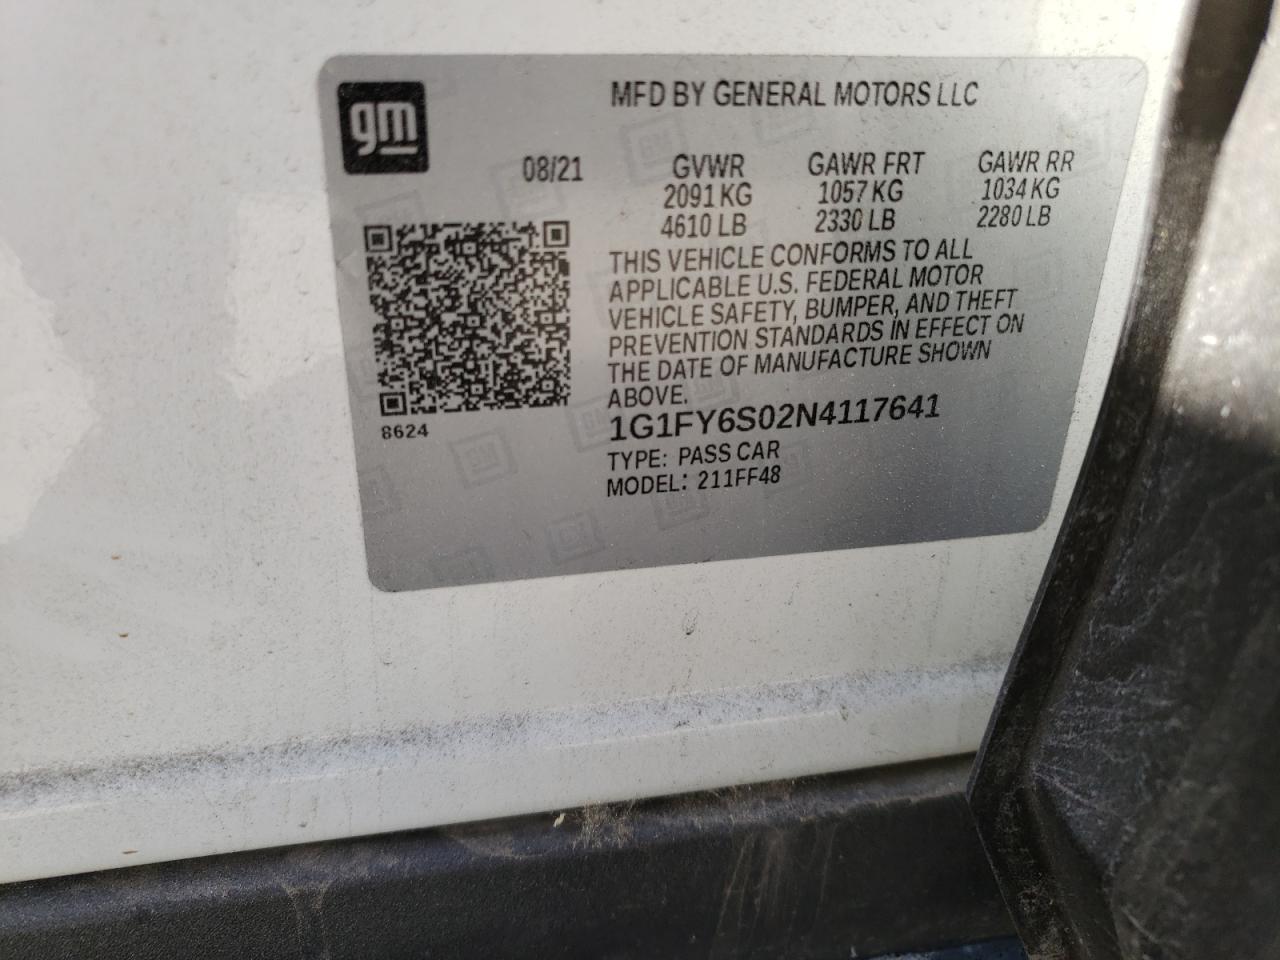 gm
MFD BY GENERAL MOTORS LLC
08/21 GVWR GAWR FRT GAWR RR
2091 KG 1057 KG 1034 KG
4610 LB 2330 LB 2280 LB
THIS VEHICLE CONFORMS TO ALL
APPLICABLE U.S. FEDERAL MOTOR
VEHICLE SAFETY, BUMPER, AND THEFT
PREVENTION STANDARDS IN EFFECT ON
THE DATE OF MANUFACTURE SHOWN
ABOVE.
8624
1G1FY6S02N4117641
TYPE: PASS CAR
MODEL: 211FF48